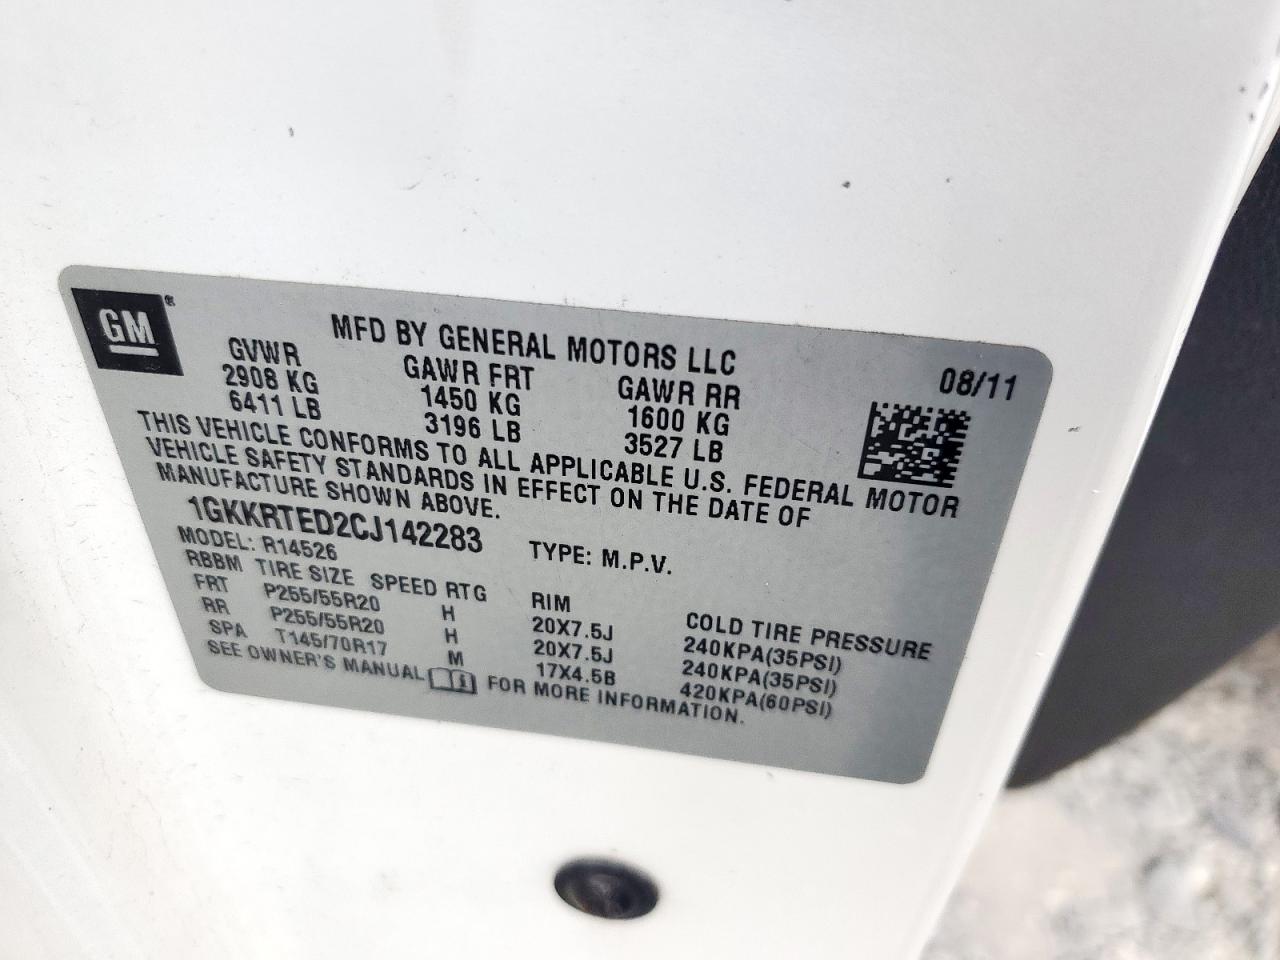 GM ®
MFD BY GENERAL MOTORS LLC
08/11
GVWR GAWR FRT GAWR RR
2908 KG 1450 KG 1600 KG
6411 LB 3196 LB 3527 LB
THIS VEHICLE CONFORMS TO ALL APPLICABLE U.S. FEDERAL MOTOR
VEHICLE SAFETY STANDARDS IN EFFECT ON THE DATE OF
MANUFACTURE SHOWN ABOVE.
1GKKRTED2CJ142283 TYPE: M.P.V.
MODEL: R14526
RBBM TIRE SIZE SPEED RTG RIM COLD TIRE PRESSURE
FRT P255/55R20 H 20X7.5J 240KPA(35PSI)
RR P255/55R20 H 20X7.5J 240KPA(35PSI)
SPA T145/70R17 M 17X4.5B 420KPA(60PSI)
SEE OWNER'S MANUAL FOR MORE INFORMATION.